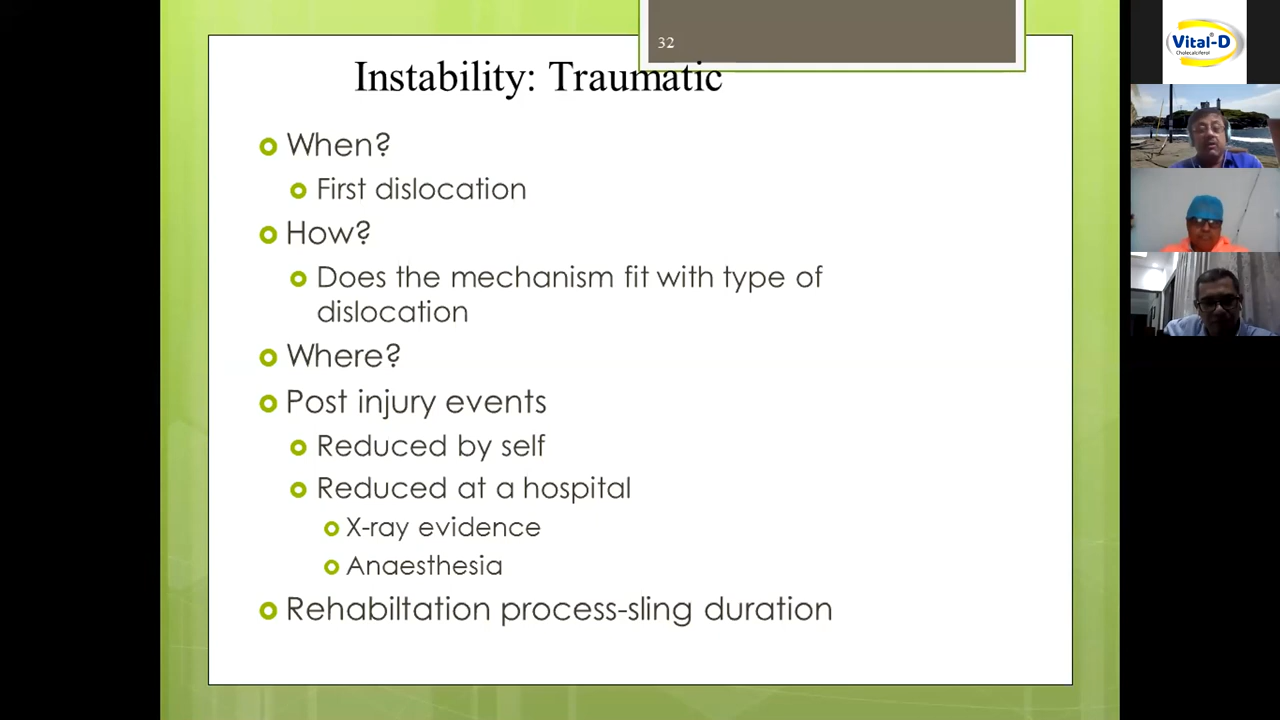 32
Instability: Traumatic
When?
First dislocation
How?
Does the mechanism fit with type of
dislocation
Where?
Post injury events
Reduced by self
Reduced at a hospital
X-ray evidence
Anaesthesia
Rehabiltation process-sling duration
Vital®-D
Cholecalciferol